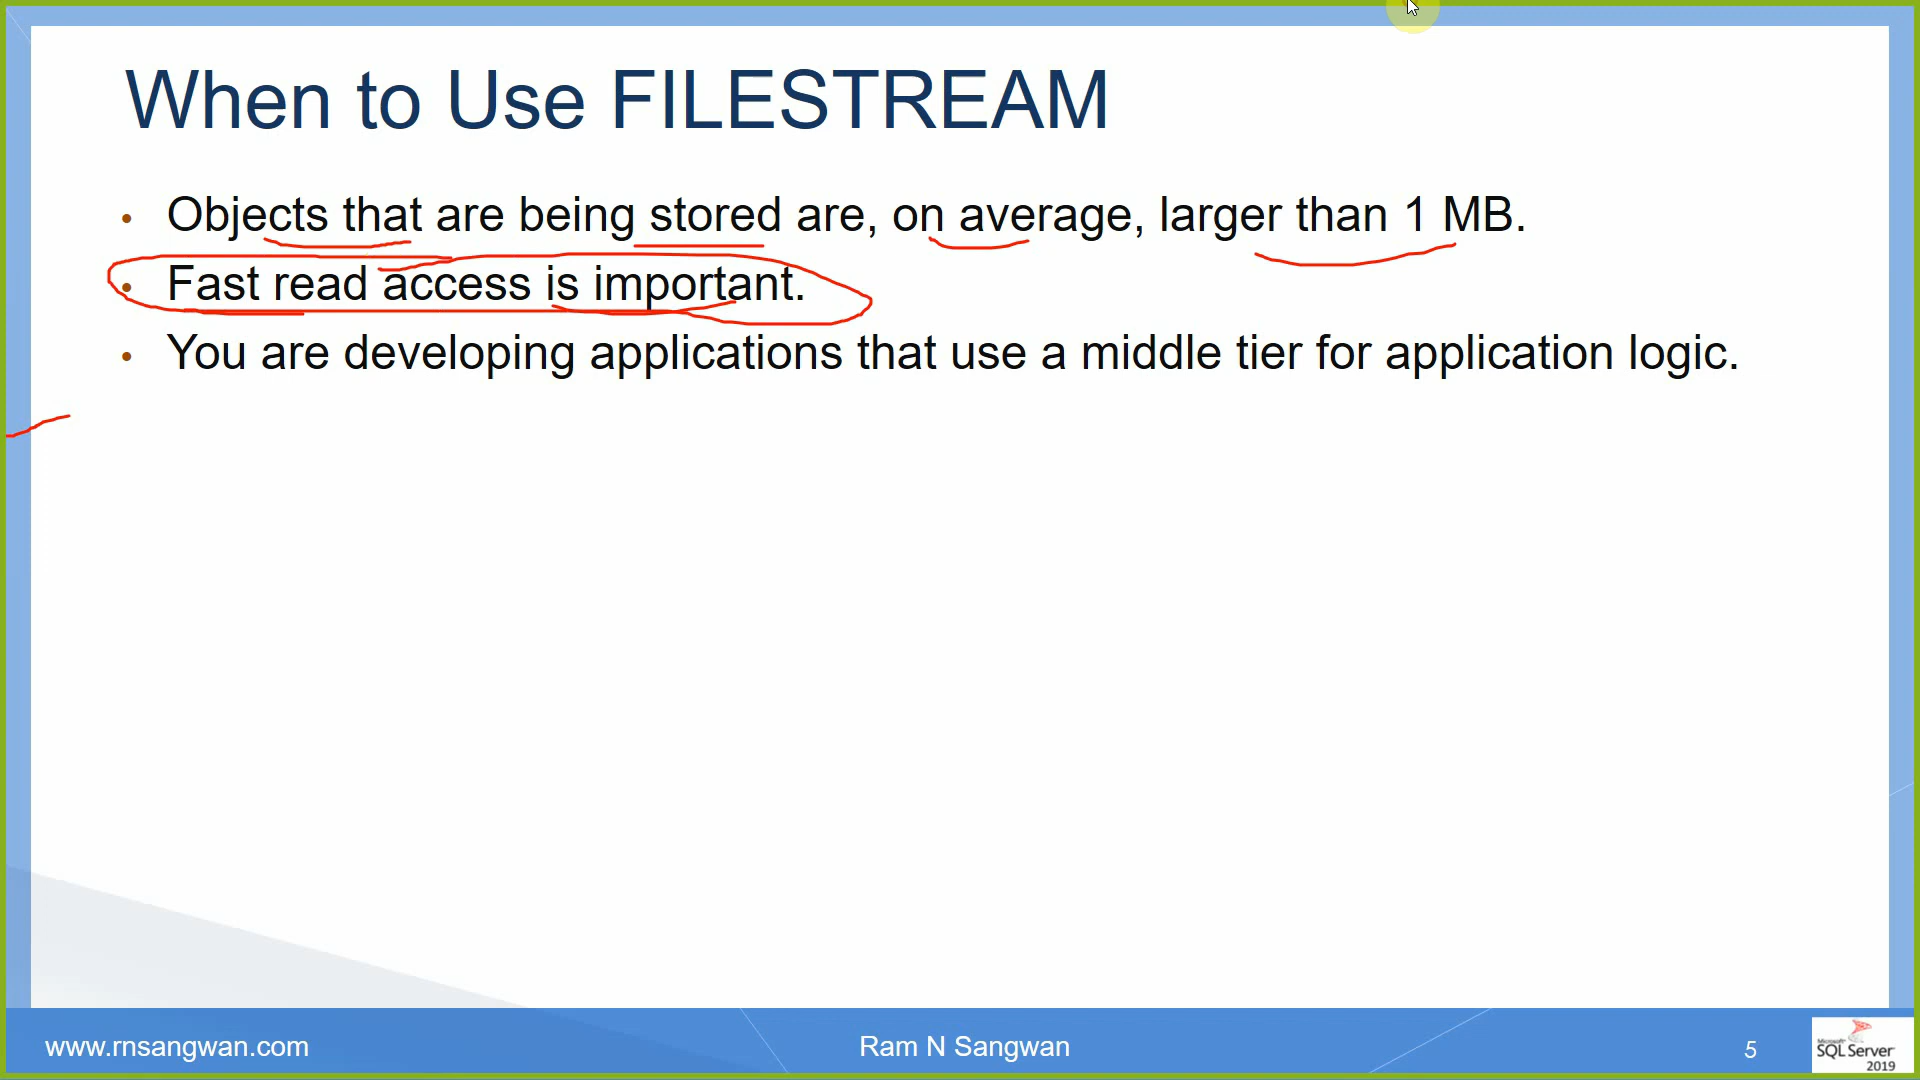 When to Use FILESTREAM
• Objects that are being stored are, on average, larger than 1 MB.
• Fast read access is important.
• You are developing applications that use a middle tier for application logic.
www.rnsangwan.com
Ram N Sangwan
5
Microsoft
SQL Server
2019